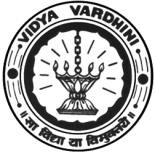 VIDYA VARDHINI
॥ सा विद्या या विमुक्तये ॥